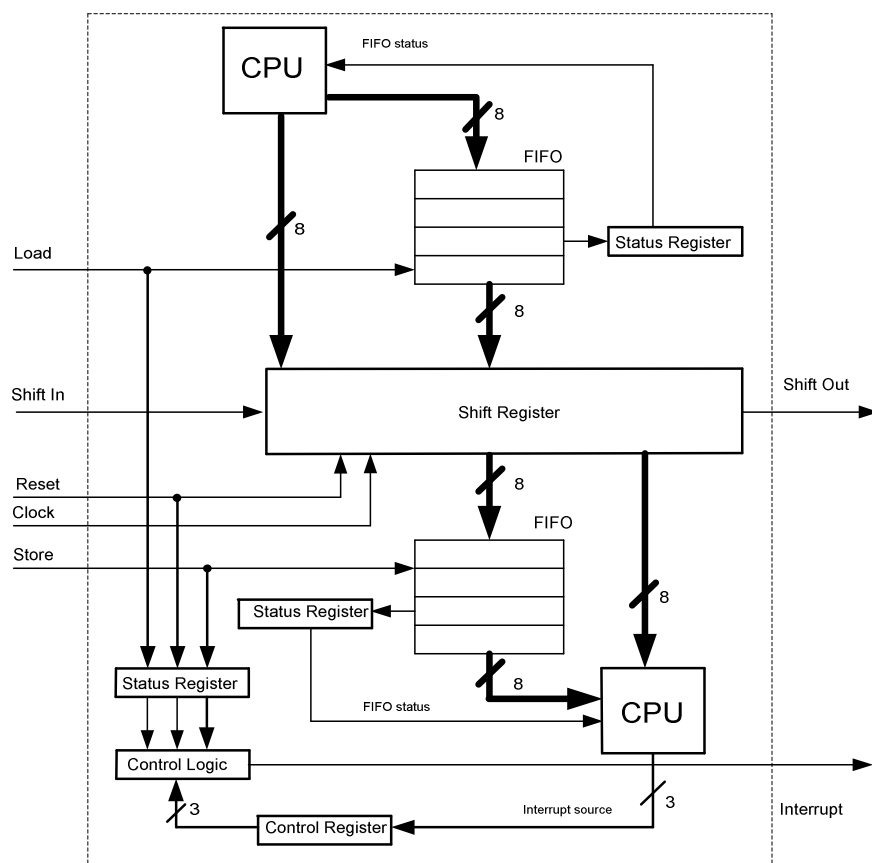 FIFO status
CPU
8
FIFO
8
Status Register
Load
8
Shift In
Shift Register
Shift Out
Reset
8
Clock
FIFO
Store
Status Register
8
Status Register
8
FIFO status
CPU
Control Logic
3
Interrupt source
3
Interrupt
Control Register